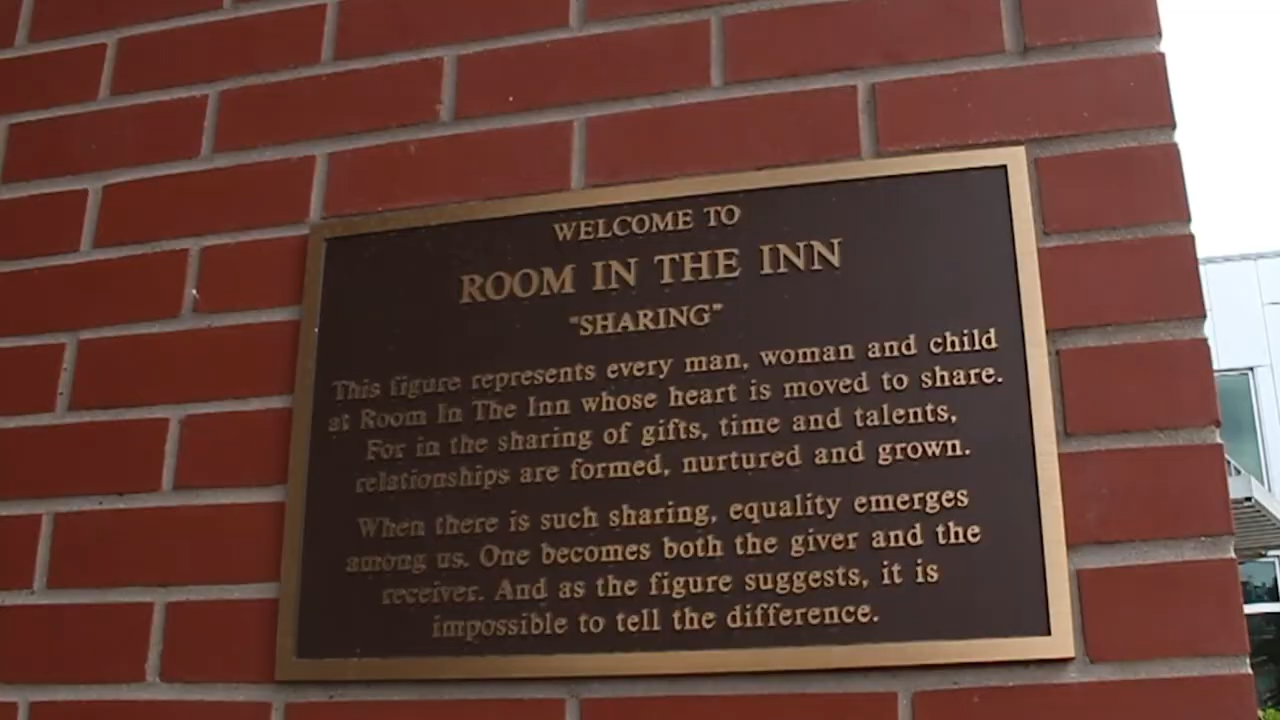 WELCOME TO
ROOM IN THE INN
"SHARING"
This figure represents every man, woman and child
at Room In The Inn whose heart is moved to share.
For in the sharing of gifts, time and talents,
relationships are formed, nurtured and grown.
When there is such sharing, equality emerges
among us. One becomes both the giver and the
receiver. And as the figure suggests, it is
impossible to tell the difference.